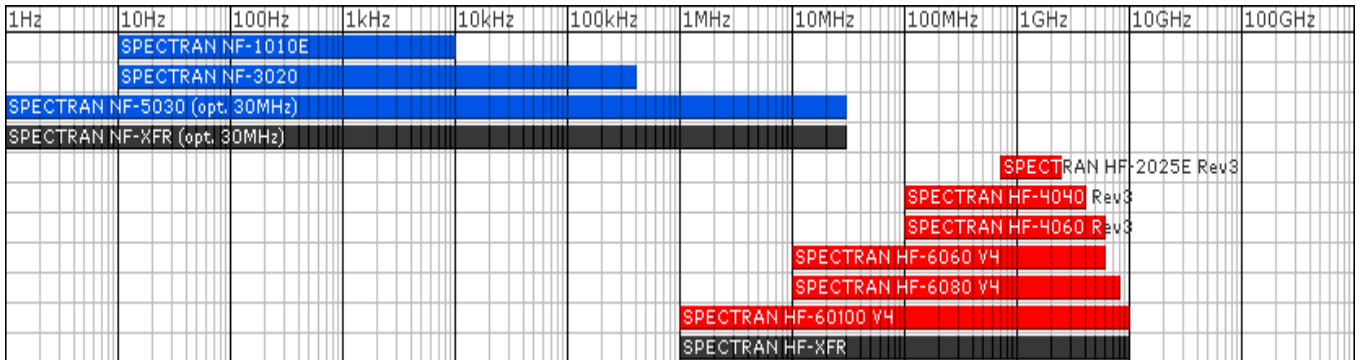 1Hz 10Hz 100Hz 1kHz 10kHz 100kHz 1MHz 10MHz 100MHz 1GHz 10GHz 100GHz
SPECTRAN NF-1010E
SPECTRAN NF-3020
SPECTRAN NF-5030 (opt. 30MHz)
SPECTRAN NF-XFR (opt. 30MHz)
SPECTRAN HF-2025E Rev3
SPECTRAN HF-4040 Rev3
SPECTRAN HF-4060 Rev3
SPECTRAN HF-6060 V4
SPECTRAN HF-6080 V4
SPECTRAN HF-60100 V4
SPECTRAN HF-XFR